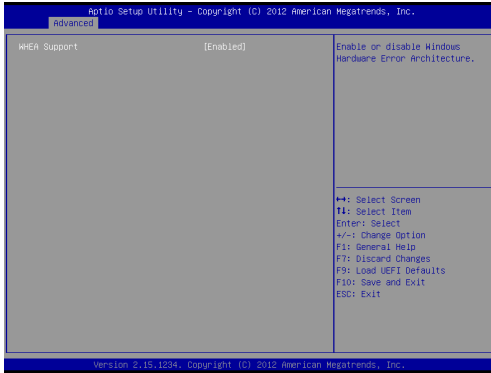 Aptio Setup Utility – Copyright (C) 2012 American Megatrends, Inc.
Advanced
WHEA Support [Enabled]
Enable or disable Windows
Hardware Error Architecture.
↔: Select Screen
↑↓: Select Item
Enter: Select
+/-: Change Option
F1: General Help
F7: Discard Changes
F9: Load UEFI Defaults
F10: Save and Exit
ESC: Exit
Version 2.15.1234. Copyright (C) 2012 American Megatrends, Inc.